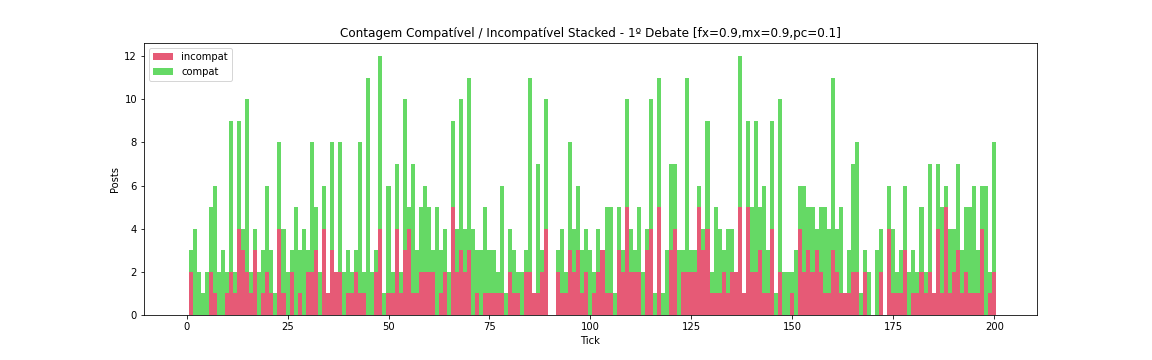 Contagem Compatível / Incompatível Stacked - 1º Debate [fx=0.9,mx=0.9,pc=0.1]
incompat
compat
12
10
8
6
4
2
0
Posts
0 25 50 75 100 125 150 175 200
Tick